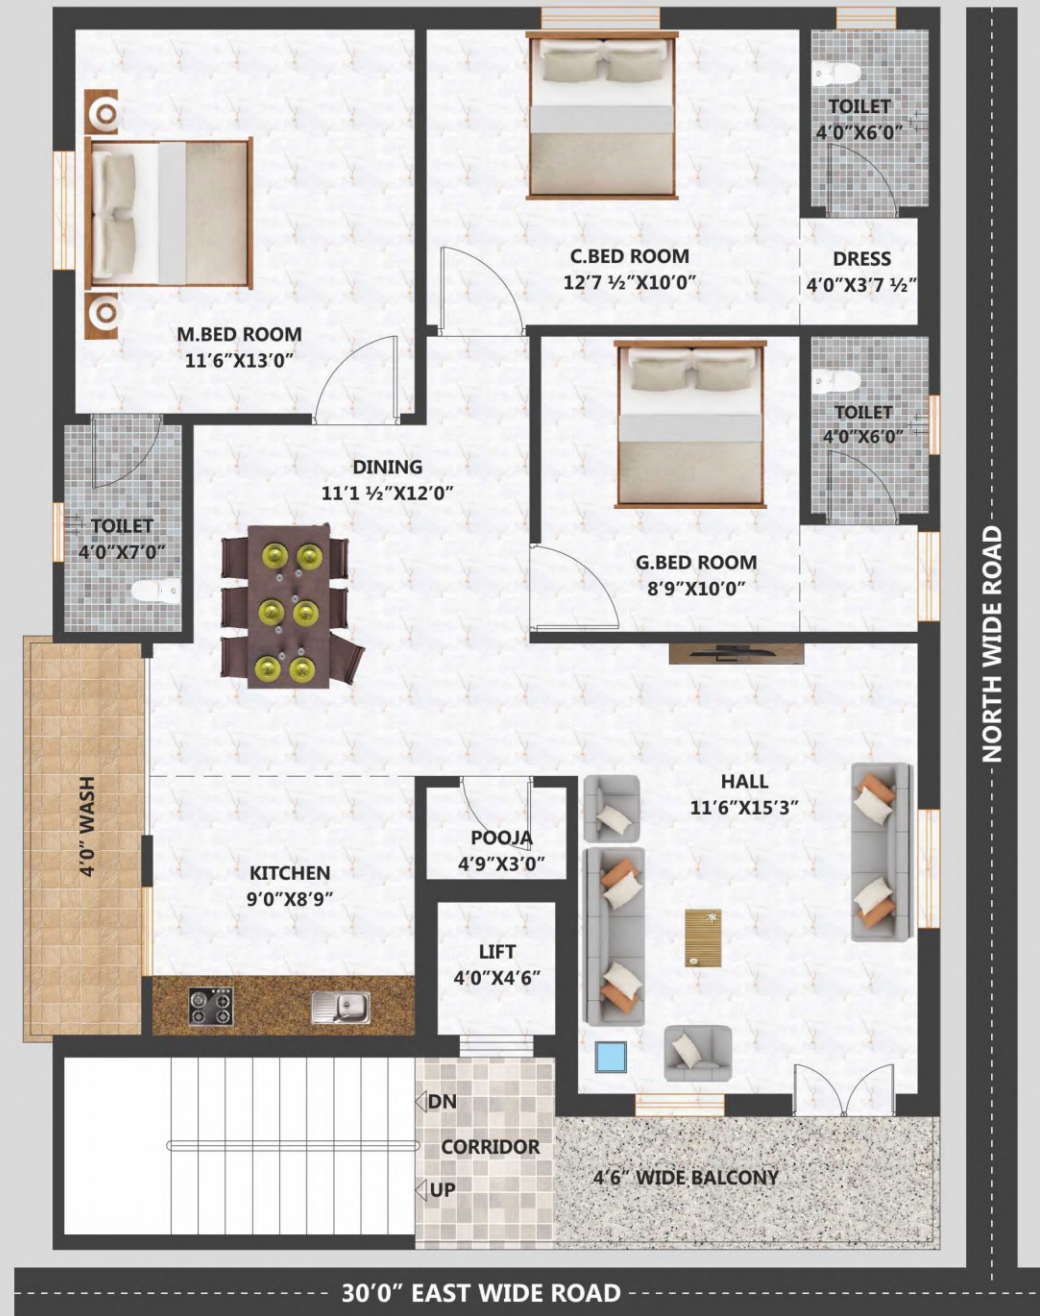 TOILET
4'0"X6'0"
C.BED ROOM
12'7 ½"X10'0"
DRESS
4'0"X3'7 ½"
M.BED ROOM
11'6"X13'0"
TOILET
4'0"X6'0"
DINING
11'1 ½"X12'0"
TOILET
4'0"X7'0"
G.BED ROOM
8'9"X10'0"
NORTH WIDE ROAD
4'0" WASH
HALL
11'6"X15'3"
POOJA
4'9"X3'0"
KITCHEN
9'0"X8'9"
LIFT
4'0"X4'6"
DN
CORRIDOR
UP
4'6" WIDE BALCONY
30'0" EAST WIDE ROAD